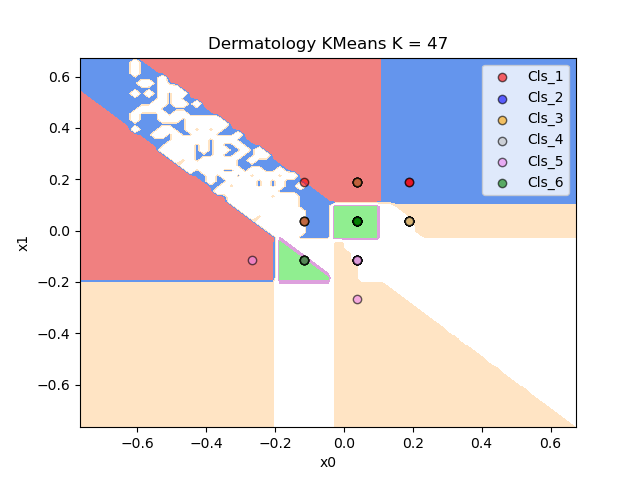 Dermatology KMeans K = 47
Cls_1
Cls_2
Cls_3
Cls_4
Cls_5
Cls_6
0.6
0.4
0.2
0.0
−0.2
−0.4
−0.6
x1
−0.6 −0.4 −0.2 0.0 0.2 0.4 0.6
x0